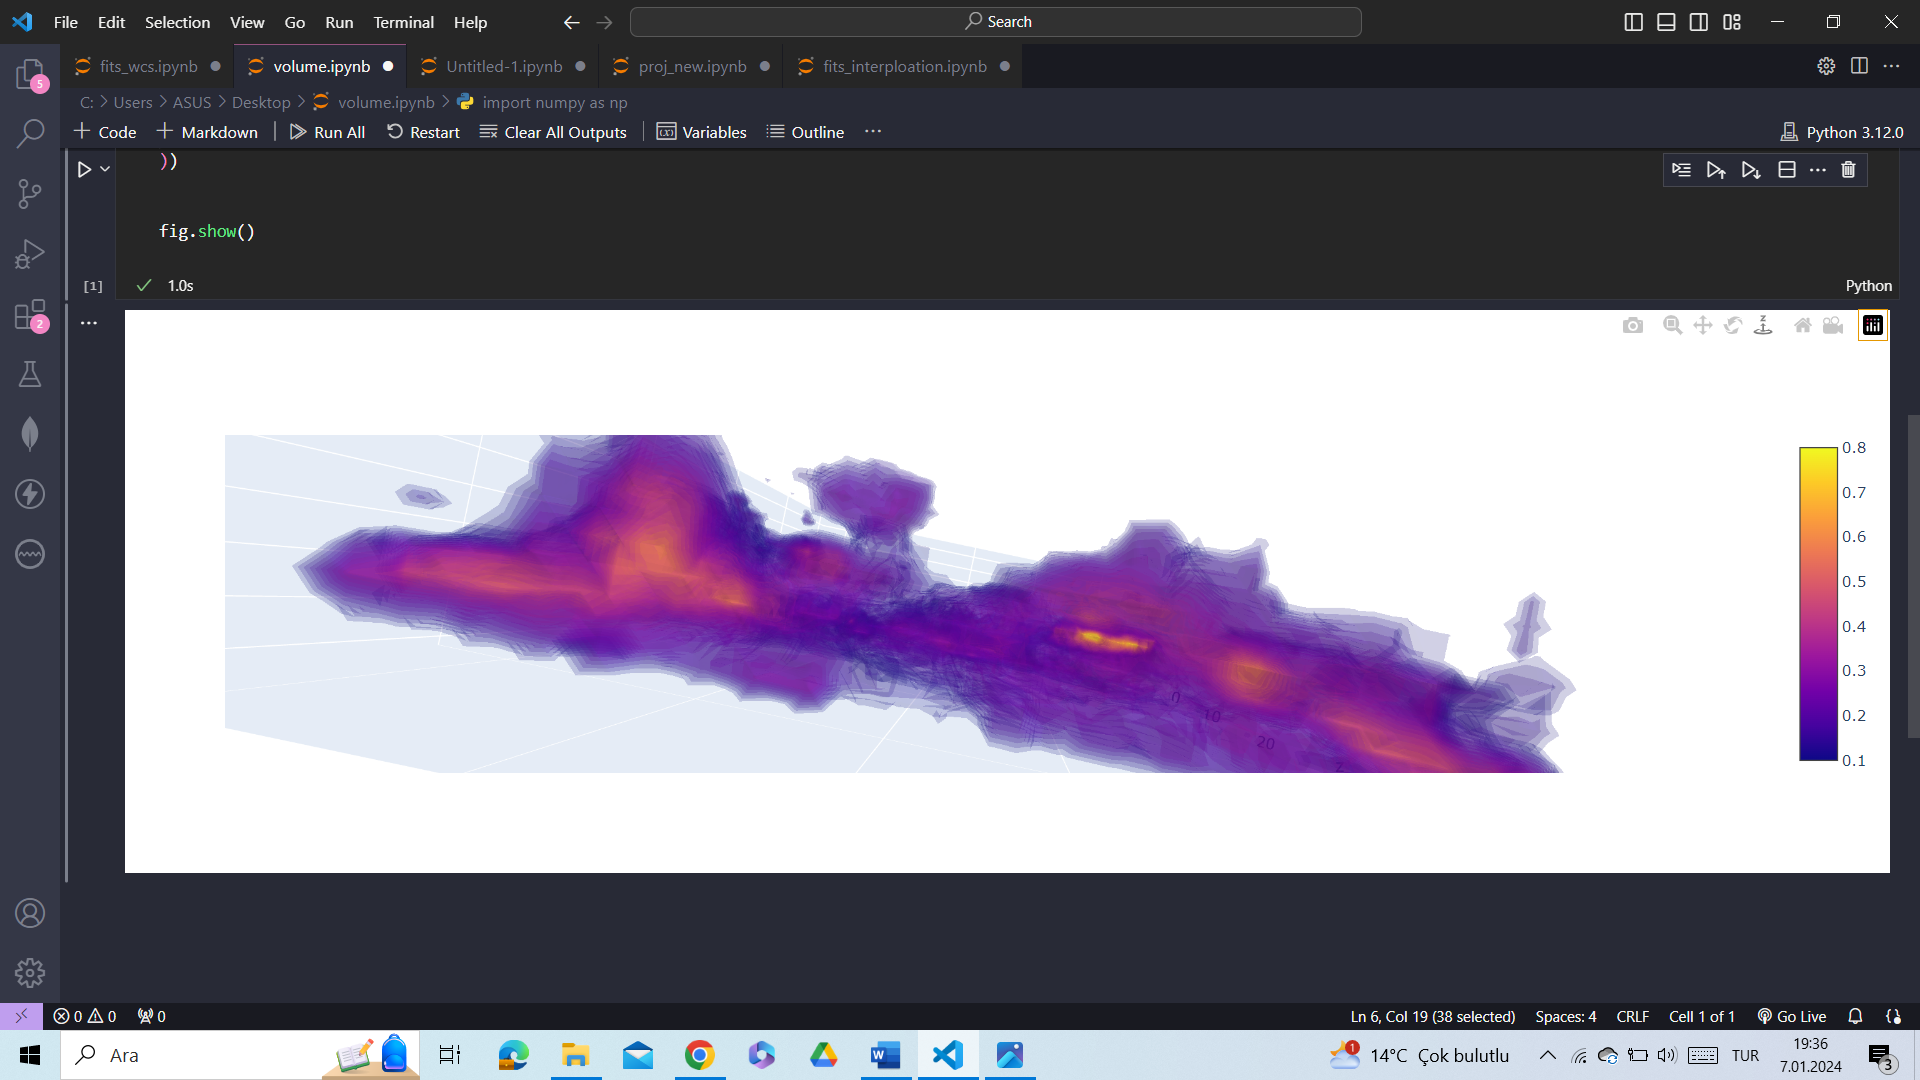 File Edit Selection View Go Run Terminal Help Search
5 fits_wcs.ipynb volume.ipynb Untitled-1.ipynb proj_new.ipynb fits_interploation.ipynb
C: > Users > ASUS > Desktop > volume.ipynb > import numpy as np
+ Code + Markdown Run All Restart Clear All Outputs Variables Outline ... Python 3.12.0
))
fig.show()
[1] 1.0s Python
2
0.8
0.7
0.6
0.5
0.4
0.3
0.2
0.1
0
10
20
z
0 0 0 Ln 6, Col 19 (38 selected) Spaces: 4 CRLF Cell 1 of 1 Go Live
Ara 1 14°C Çok bulutlu TUR 19:36
7.01.2024 3